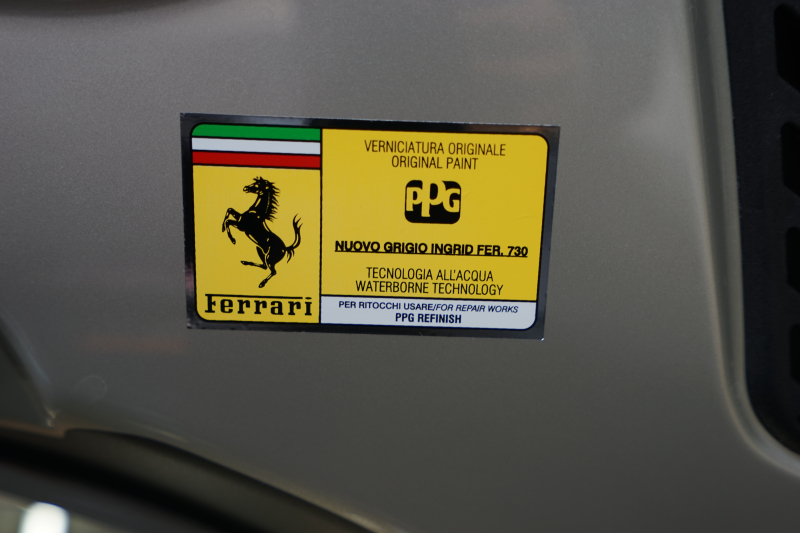 VERNICIATURA ORIGINALE
ORIGINAL PAINT
PPG
NUOVO GRIGIO INGRID FER. 730
TECNOLOGIA ALL'ACQUA
WATERBORNE TECHNOLOGY
Ferrari
PER RITOCCHI USARE/FOR REPAIR WORKS
PPG REFINISH